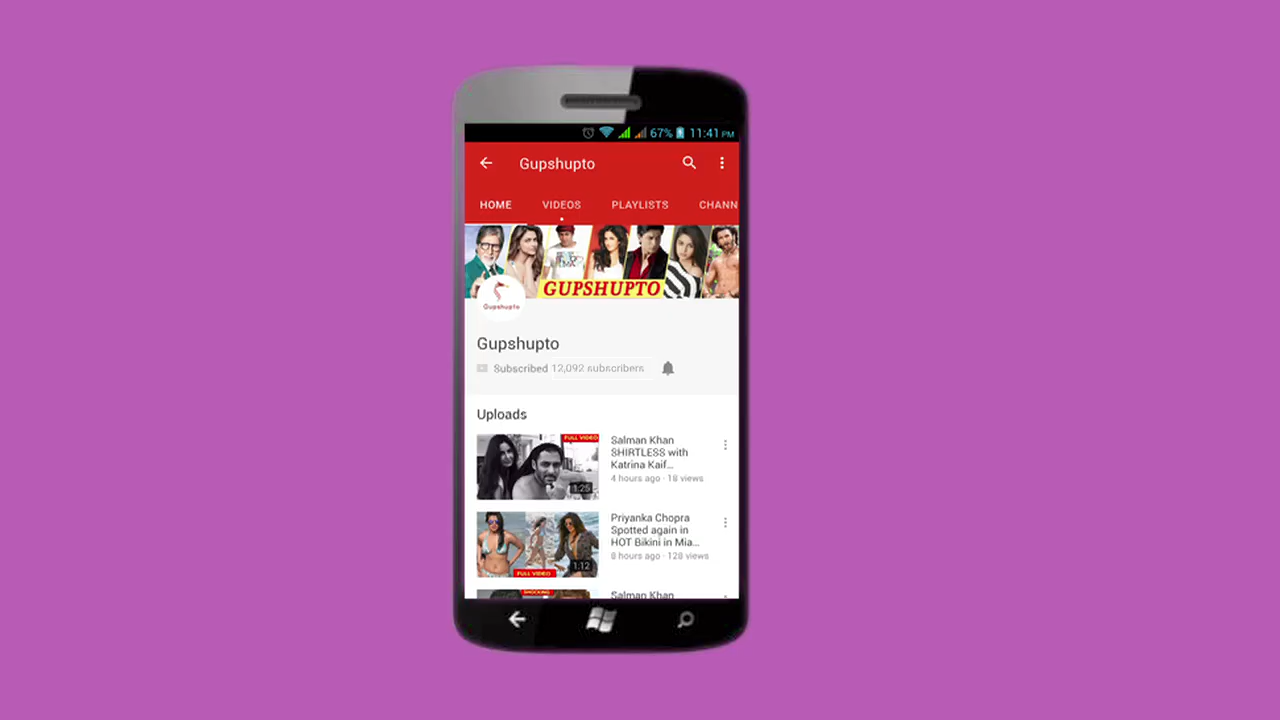 67% 11:41 PM
Gupshupto
HOME VIDEOS PLAYLISTS CHANN
GUPSHUPTO
Gupshupto
Gupshupto
Subscribed 12,092 subscribers
Uploads
FULL VIDEO
1:25
Salman Khan
SHIRTLESS with
Katrina Kaif...
4 hours ago · 18 views
FULL VIDEO
1:12
Priyanka Chopra
Spotted again in
HOT Bikini in Mia...
8 hours ago · 128 views
SHOCKING
Salman Khan